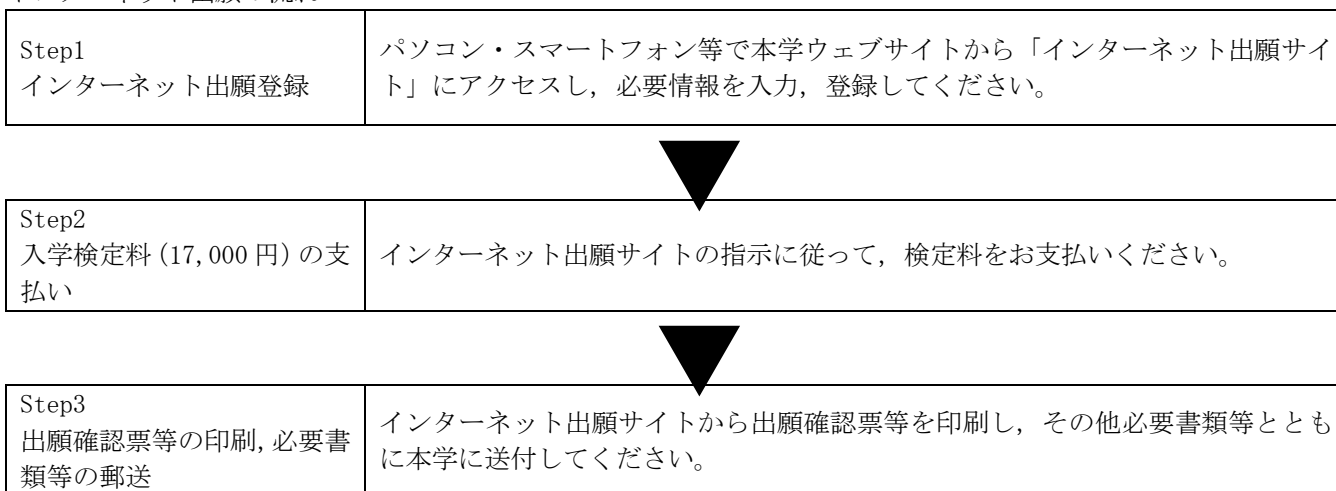 Step1
インターネット出願登録
パソコン・スマートフォン等で本学ウェブサイトから「インターネット出願サイ
ト」にアクセスし，必要情報を入力，登録してください。
Step2
入学検定料(17,000 円)の支
払い
インターネット出願サイトの指示に従って，検定料をお支払いください。
Step3
出願確認票等の印刷,必要書
類等の郵送
インターネット出願サイトから出願確認票等を印刷し，その他必要書類等ととも
に本学に送付してください。